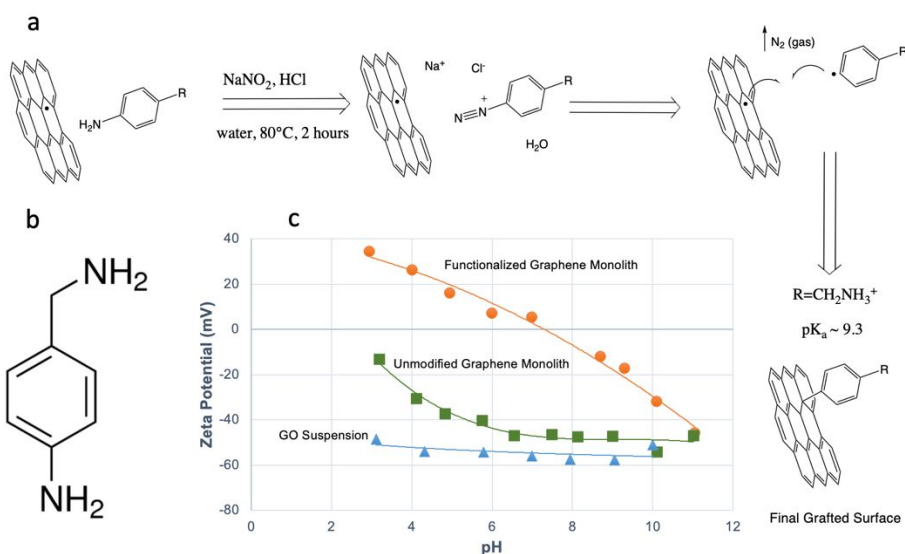 a
NaNO2, HCl
water, 80°C, 2 hours
H2N
R
Na+
Cl-
R
+
N≡N
H2O
N2 (gas)
R
b
NH2
NH2
c
Zeta Potential (mV)
40
20
0
-20
-40
-60
-80
0
2
4
6
8
10
12
pH
Functionalized Graphene Monolith
Unmodified Graphene Monolith
GO Suspension
R=CH2NH3+
pKa ~ 9.3
R
Final Grafted Surface